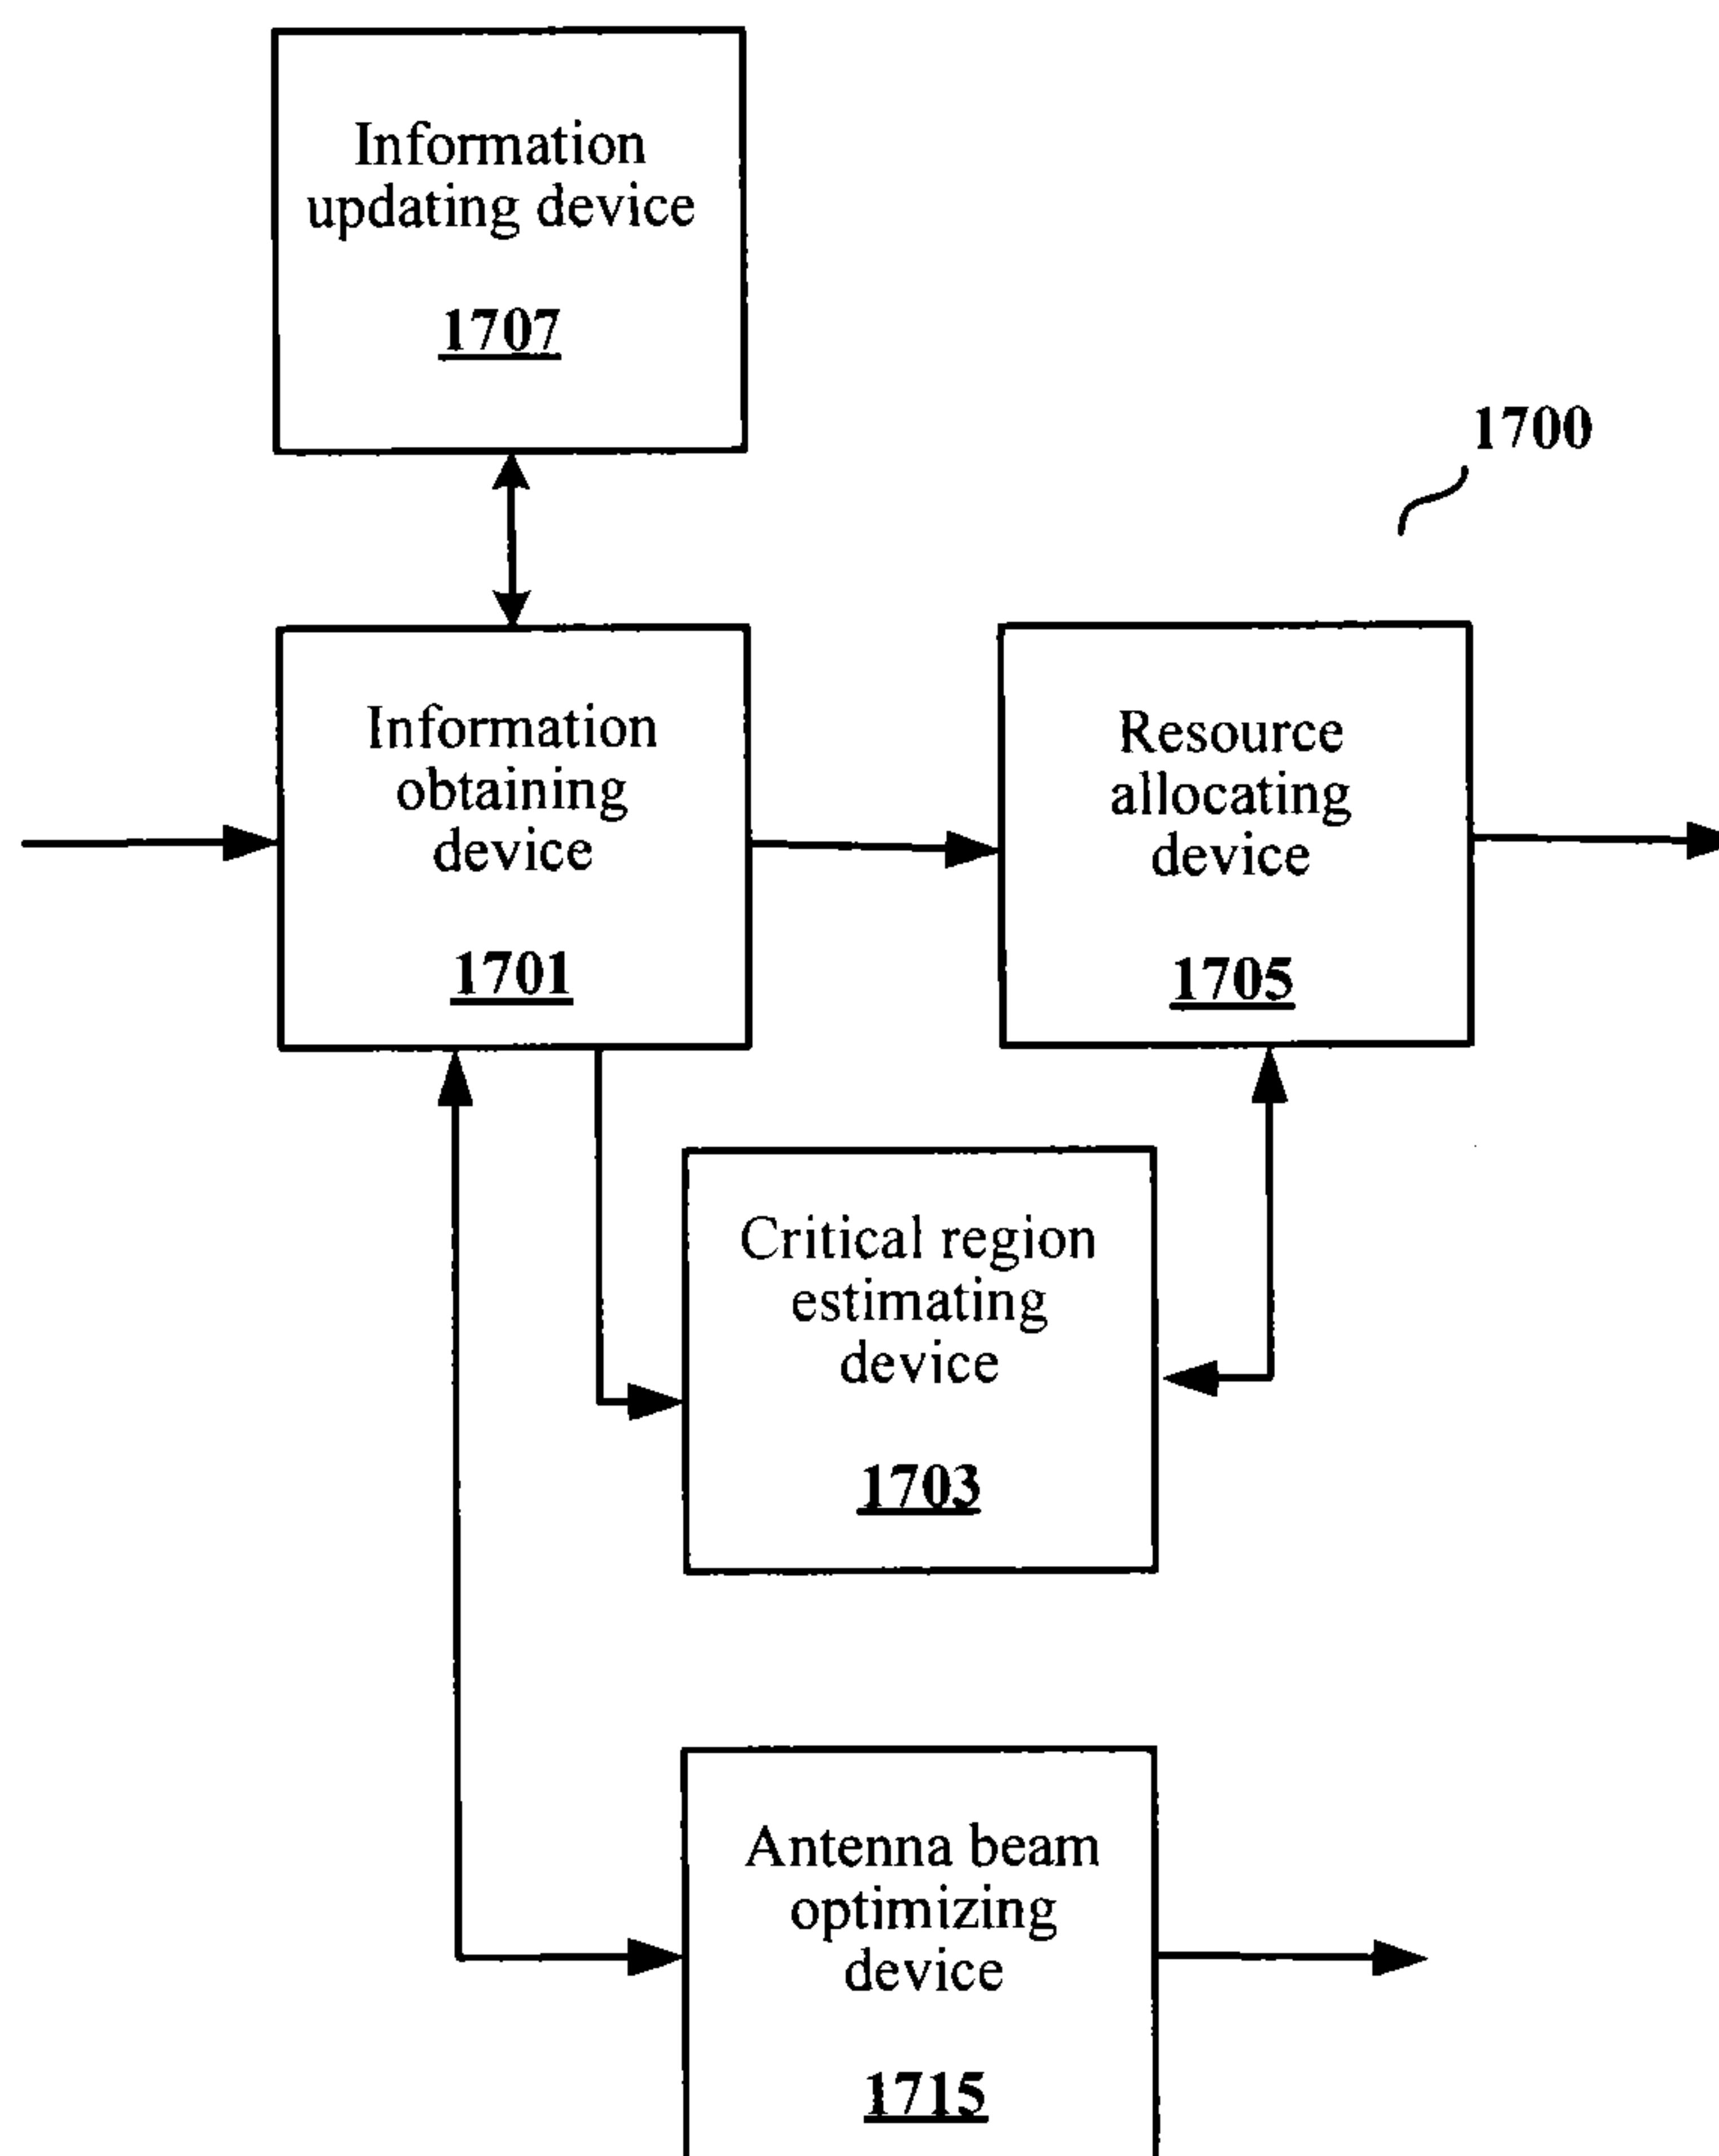 Information
updating device
1707
1700
Information
obtaining
device
1701
Resource
allocating
device
1705
Critical region
estimating
device
1703
Antenna beam
optimizing
device
1715